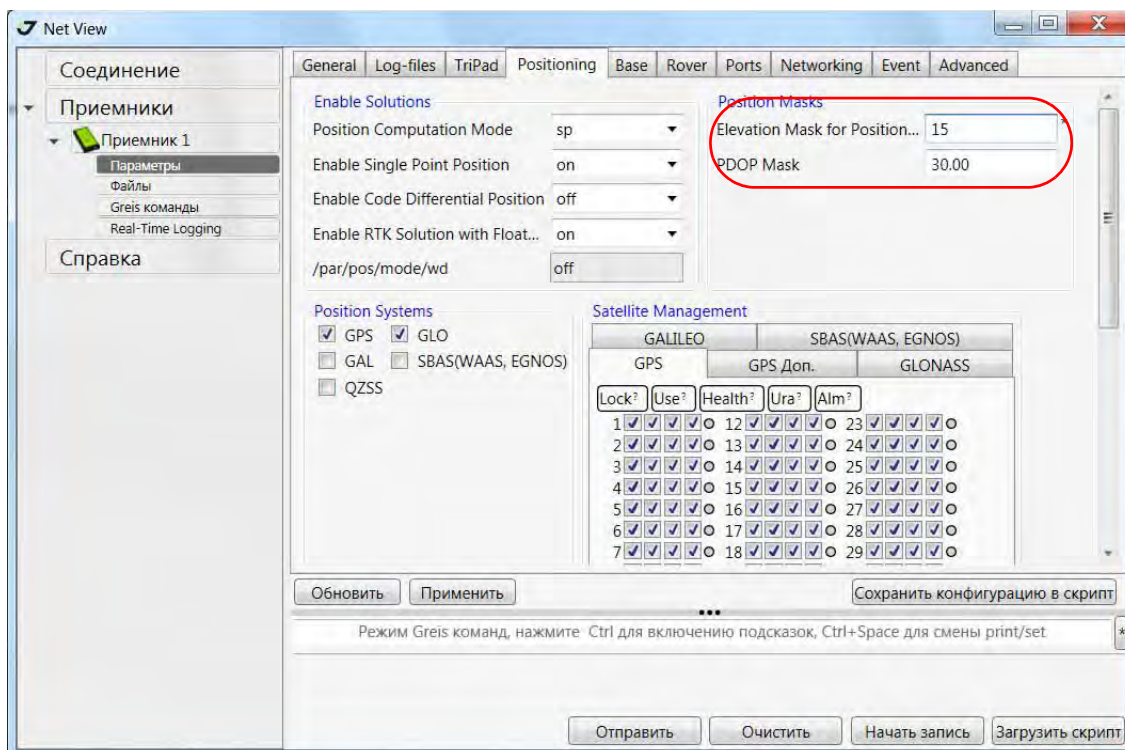 Net View
Соединение
Приемники
Приемник 1
Параметры
Файлы
Greis команды
Real-Time Logging
Справка
General Log-files TriPad Positioning Base Rover Ports Networking Event Advanced
Enable Solutions
Position Computation Mode sp
Enable Single Point Position on
Enable Code Differential Position off
Enable RTK Solution with Float... on
/par/pos/mode/wd off
Position Masks
Elevation Mask for Position... 15 *
PDOP Mask 30.00
Position Systems
GPS GLO
GAL SBAS(WAAS, EGNOS)
QZSS
Satellite Management
GALILEO SBAS(WAAS, EGNOS)
GPS GPS Доп. GLONASS
Lock? Use? Health? Ura? Alm?
1 12 23
2 13 24
3 14 25
4 15 26
5 16 27
6 17 28
7 18 29
Обновить Применить Сохранить конфигурацию в скрипт
Режим Greis команд, нажмите Ctrl для включению подсказок, Ctrl+Space для смены print/set *
Отправить Очистить Начать запись Загрузить скрипт